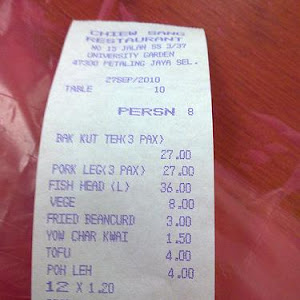 CHIEW SANG
RESTAURANT
NO 15 JALAN SS 3/37
UNIVERSITY GARDEN
47300 PETALING JAYA SEL.
27SEP/2010
TABLE 10
PERSN 8
BAK KUT TEH(3 PAX)
27.00
PORK LEG(3 PAX) 27.00
FISH HEAD (L) 36.00
VEGE 8.00
FRIED BEANCURD 3.00
YOW CHAR KWAI 1.50
TOFU 4.00
POH LEH 4.00
12 X 1.20